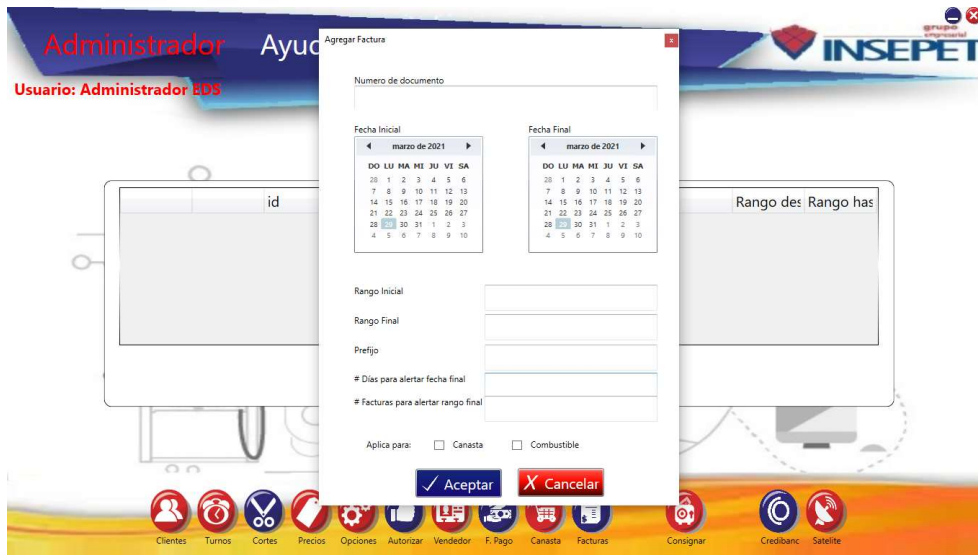 Administrador Ayuc
Usuario: Administrador EDS
grupo
empresarial
INSEPET
Agregar Factura
x
Numero de documento
Fecha Inicial Fecha Final
marzo de 2021 marzo de 2021
DO LU MA MI JU VI SA DO LU MA MI JU VI SA
28 1 2 3 4 5 6 28 1 2 3 4 5 6
7 8 9 10 11 12 13 7 8 9 10 11 12 13
14 15 16 17 18 19 20 14 15 16 17 18 19 20
21 22 23 24 25 26 27 21 22 23 24 25 26 27
28 29 30 31 1 2 3 28 29 30 31 1 2 3
4 5 6 7 8 9 10 4 5 6 7 8 9 10
id Rango des Rango has
Rango Inicial
Rango Final
Prefijo
# Días para alertar fecha final
# Facturas para alertar rango final
Aplica para: Canasta Combustible
Aceptar X Cancelar
Clientes Turnos Cortes Precios Opciones Autorizar Vendedor F. Pago Canasta Facturas Consignar Credibanc Satelite